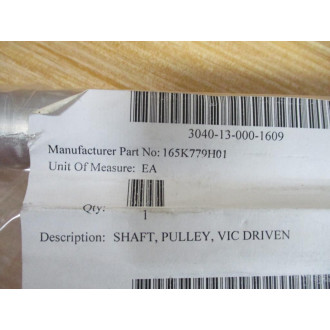 3040-13-000-1609
Manufacturer Part No: 165K779H01
Unit Of Measure: EA
Qty:
1
Description: SHAFT, PULLEY, VIC DRIVEN